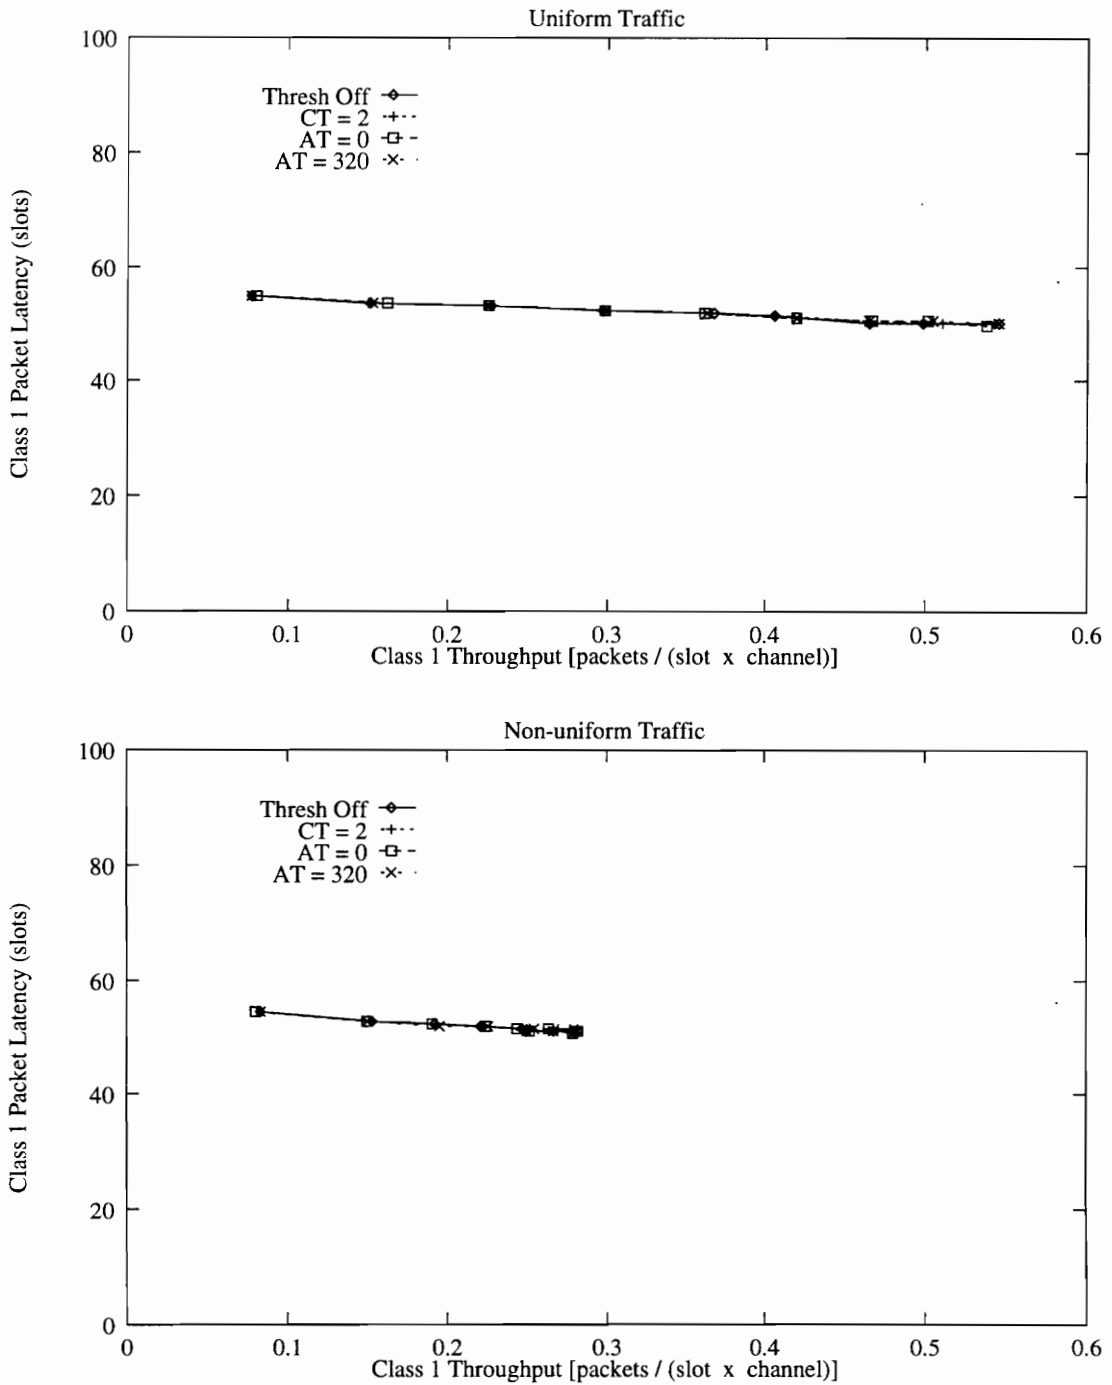 Uniform Traffic
100
80
60
40
20
0
Class 1 Packet Latency (slots)
Thresh Off
CT = 2
AT = 0
AT = 320
0 0.1 0.2 0.3 0.4 0.5 0.6
Class 1 Throughput [packets / (slot x channel)]
Non-uniform Traffic
100
80
60
40
20
0
Class 1 Packet Latency (slots)
Thresh Off
CT = 2
AT = 0
AT = 320
0 0.1 0.2 0.3 0.4 0.5 0.6
Class 1 Throughput [packets / (slot x channel)]